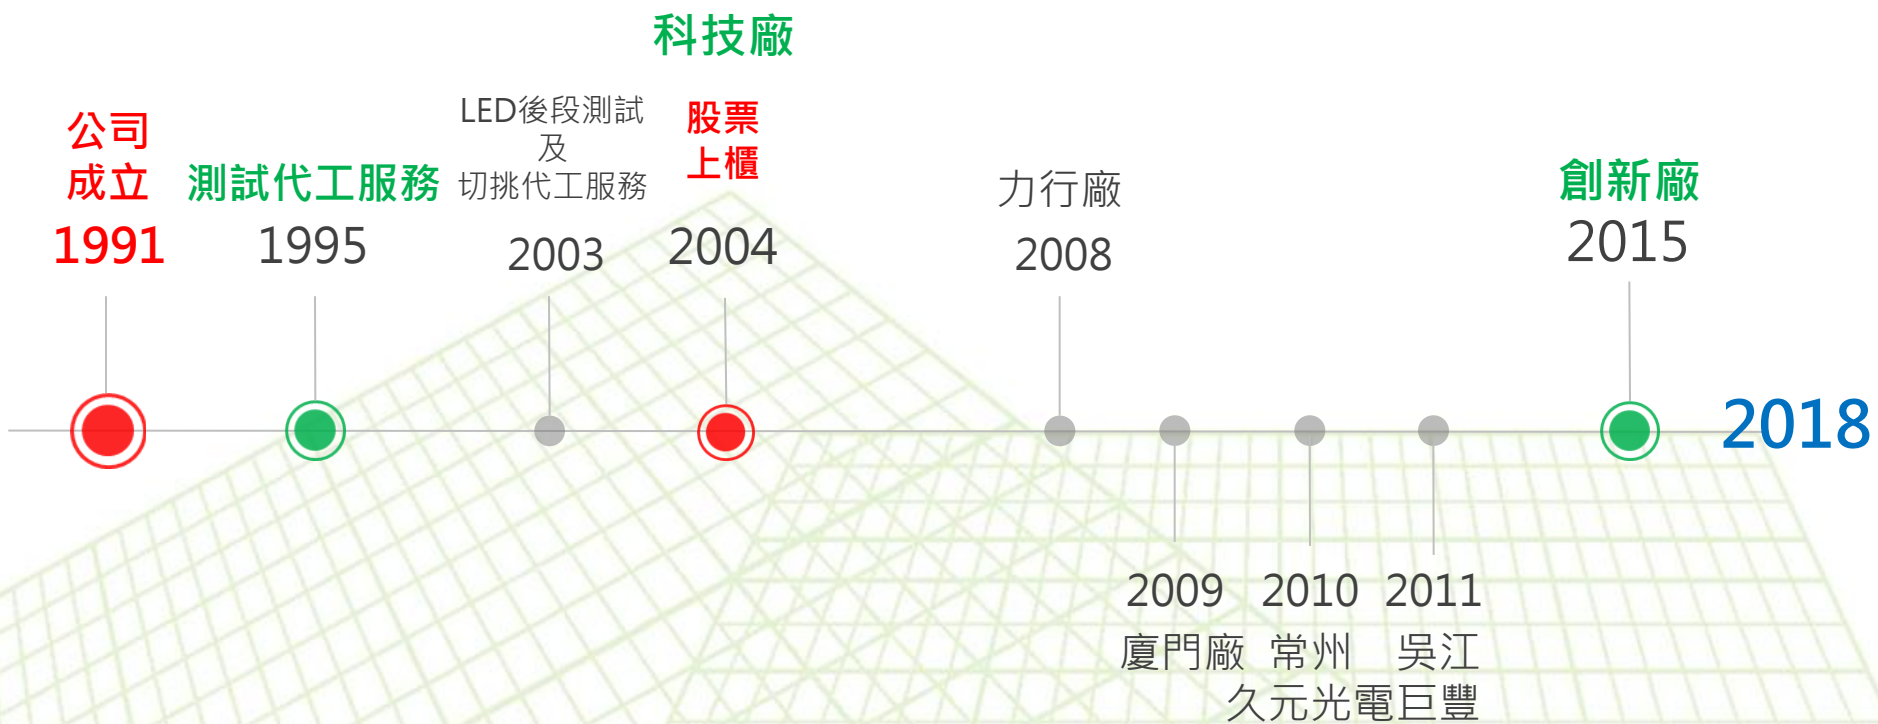 科技廠
公司
成立
1991
測試代工服務
1995
LED後段測試
及
切挑代工服務
2003
股票
上櫃
2004
力行廠
2008
創新廠
2015
2018
2009
廈門廠
2010
常州
久元光電
2011
吳江
巨豐